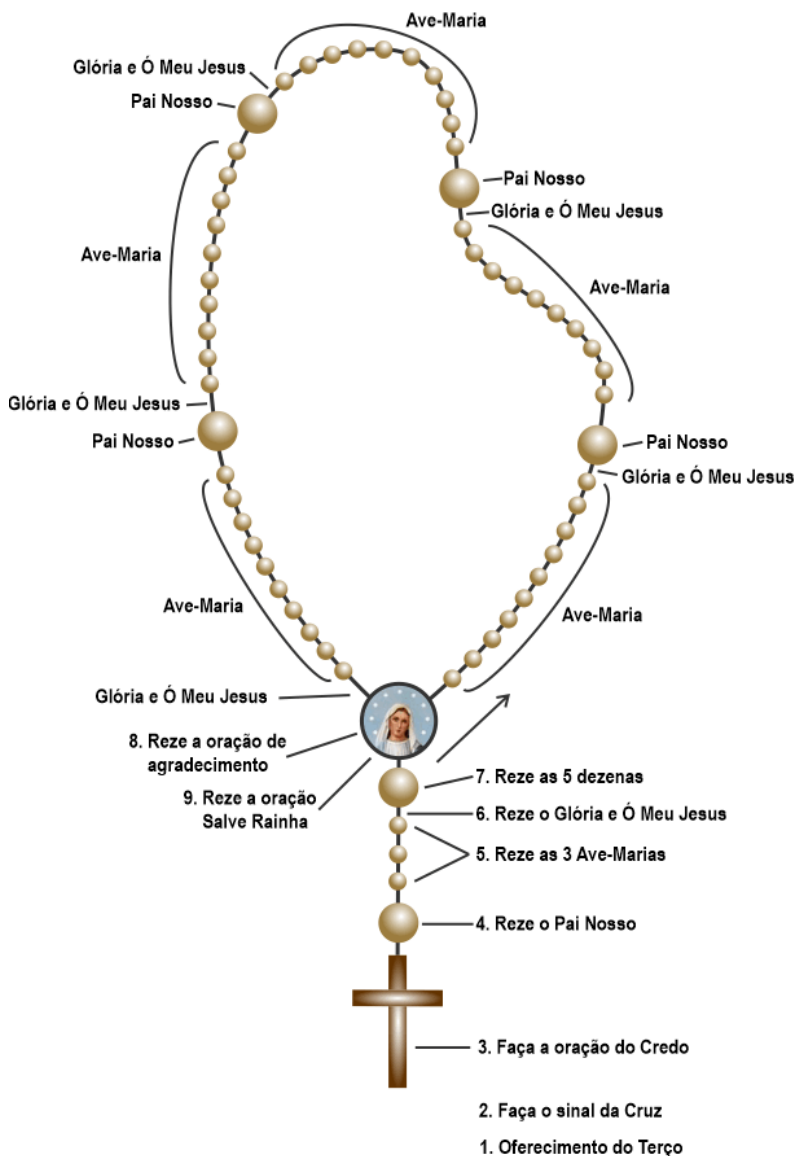 Ave-Maria
Glória e Ó Meu Jesus
Pai Nosso
Pai Nosso
Glória e Ó Meu Jesus
Ave-Maria
Ave-Maria
Glória e Ó Meu Jesus
Pai Nosso
Pai Nosso
Glória e Ó Meu Jesus
Ave-Maria
Ave-Maria
Glória e Ó Meu Jesus
8. Reze a oração de
agradecimento
9. Reze a oração
Salve Rainha
7. Reze as 5 dezenas
6. Reze o Glória e Ó Meu Jesus
5. Reze as 3 Ave-Marias
4. Reze o Pai Nosso
3. Faça a oração do Credo
2. Faça o sinal da Cruz
1. Oferecimento do Terço